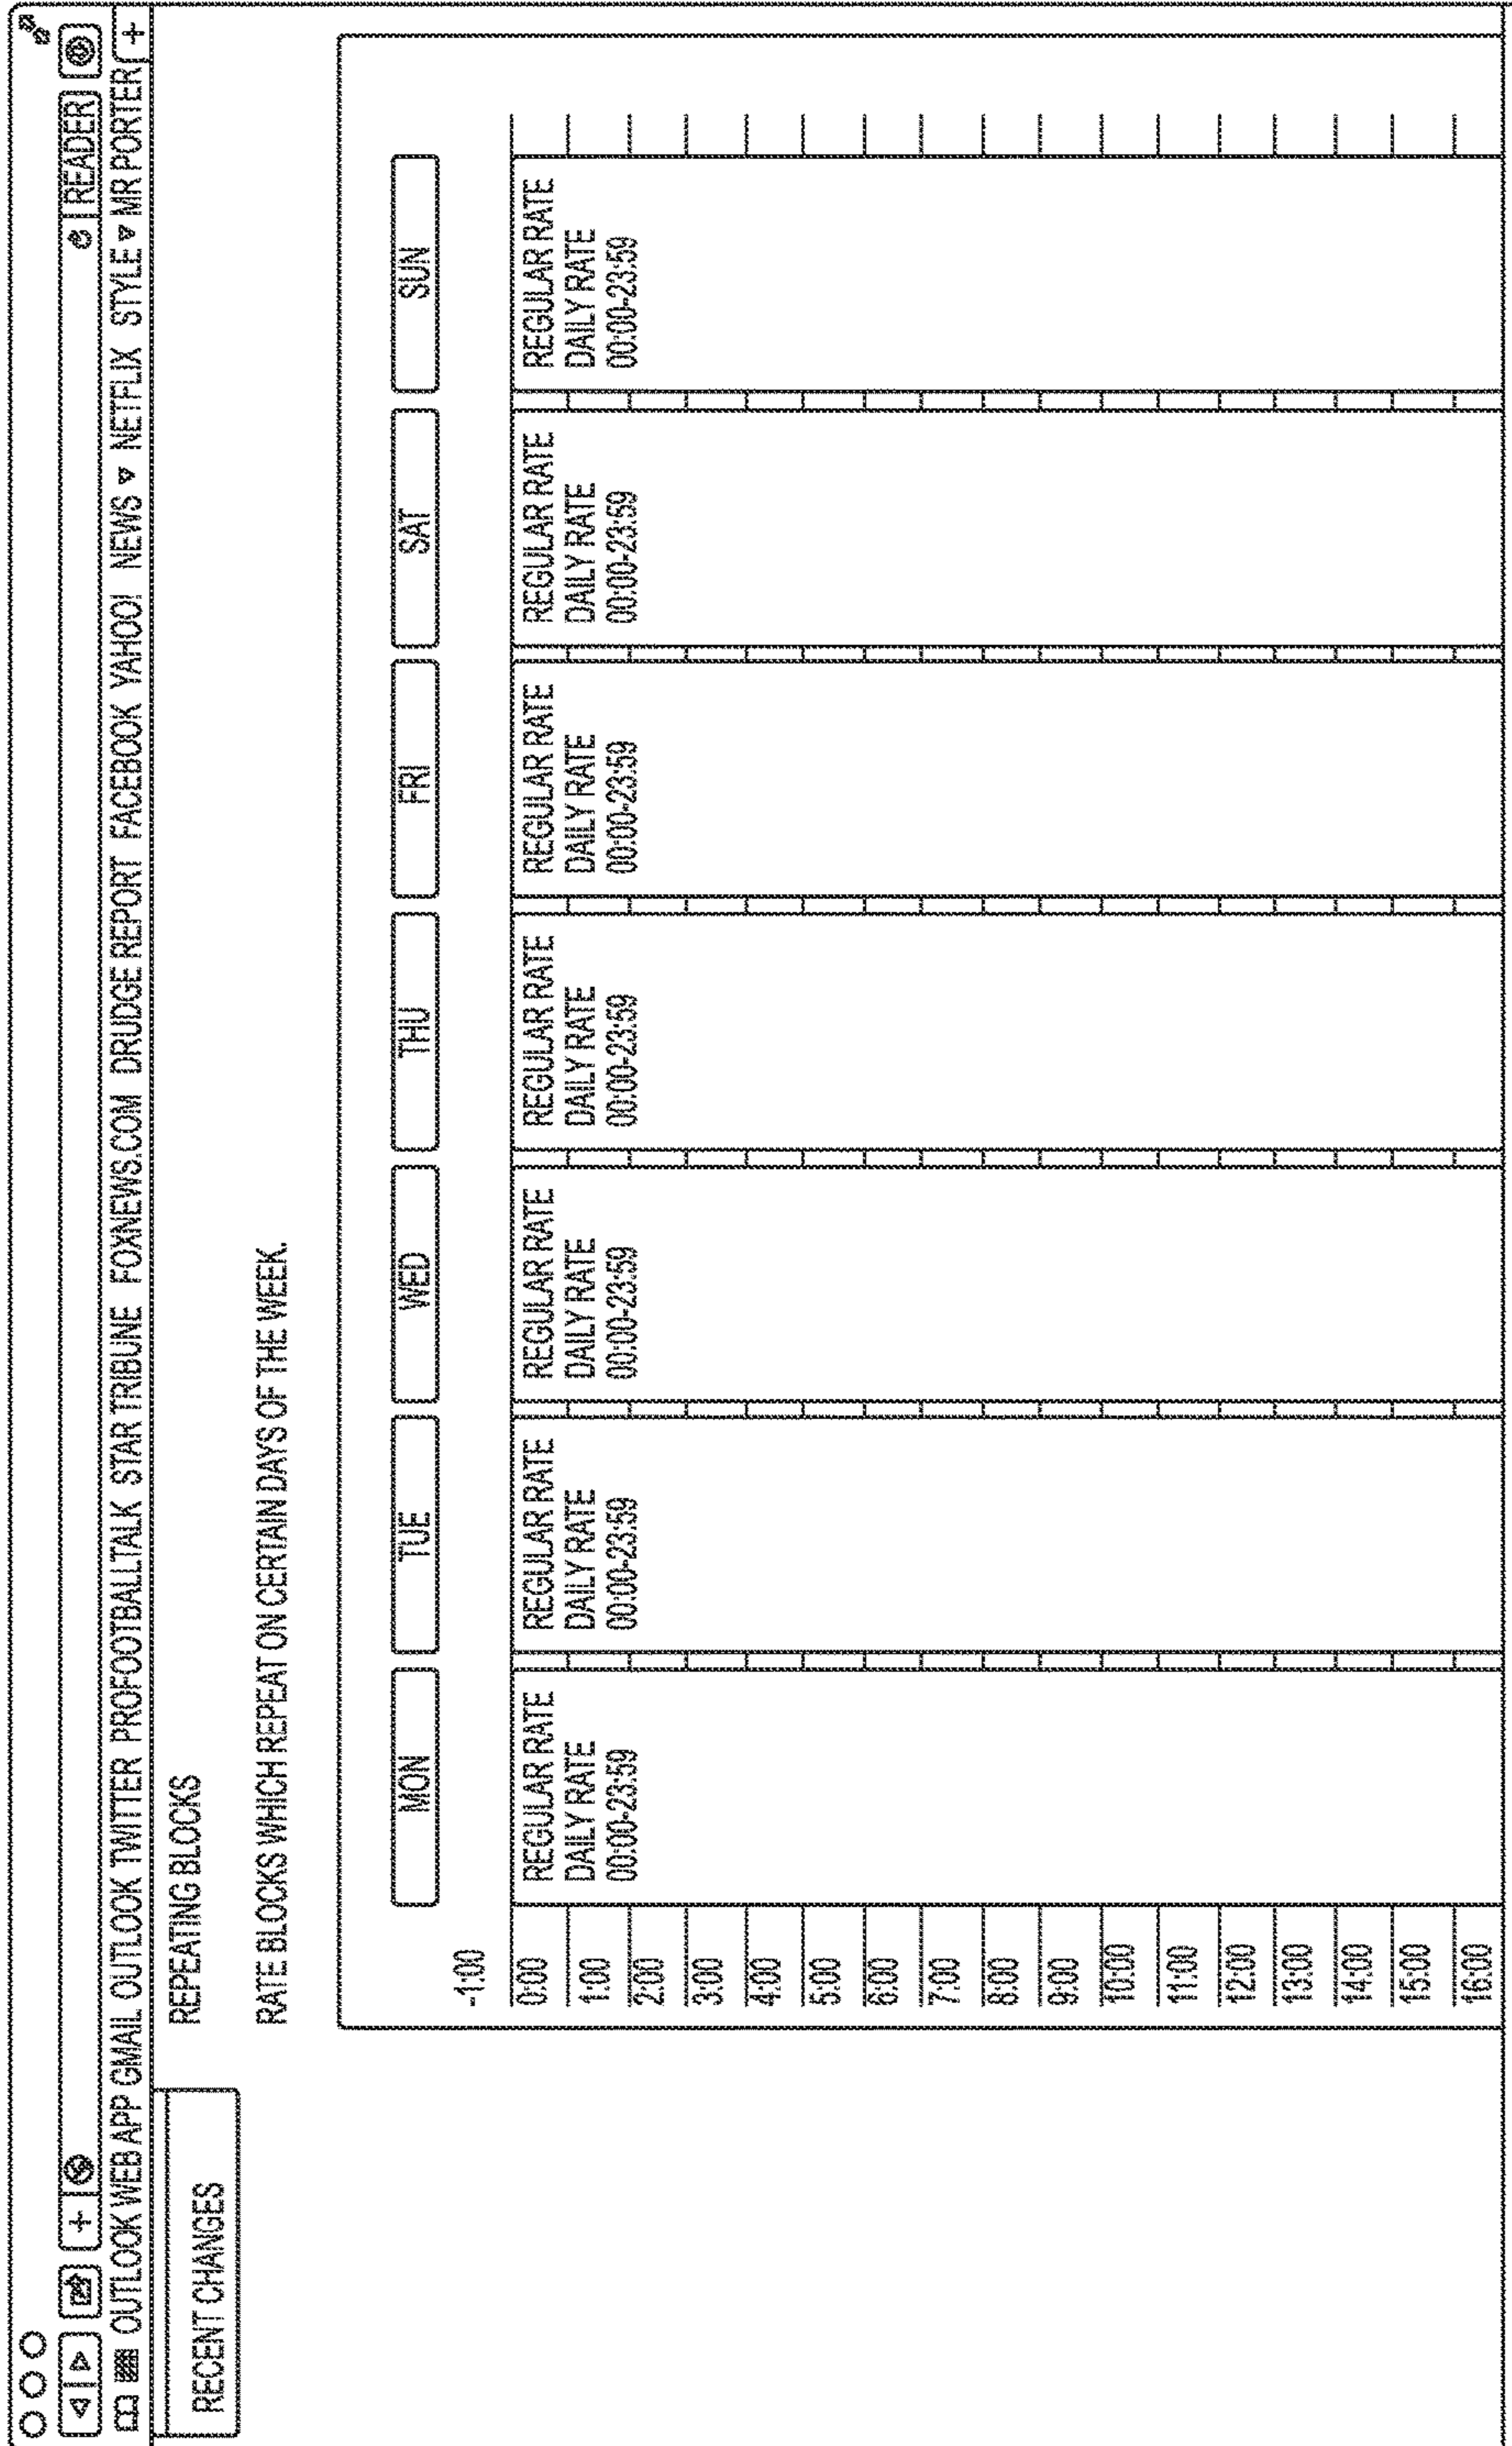 READER
OUTLOOK WEB APP GMAIL OUTLOOK TWITTER PROFOOTBALLTALK STAR TRIBUNE FOXNEWS.COM DRUDGE REPORT FACEBOOK YAHOO! NEWS NETFLIX STYLE MR PORTER +
RECENT CHANGES
REPEATING BLOCKS
RATE BLOCKS WHICH REPEAT ON CERTAIN DAYS OF THE WEEK.
MON TUE WED THU FRI SAT SUN
-1:00
0:00 REGULAR RATE REGULAR RATE REGULAR RATE REGULAR RATE REGULAR RATE REGULAR RATE REGULAR RATE
1:00 DAILY RATE DAILY RATE DAILY RATE DAILY RATE DAILY RATE DAILY RATE DAILY RATE
00:00-23:59 00:00-23:59 00:00-23:59 00:00-23:59 00:00-23:59 00:00-23:59 00:00-23:59
2:00
3:00
4:00
5:00
6:00
7:00
8:00
9:00
10:00
11:00
12:00
13:00
14:00
15:00
16:00